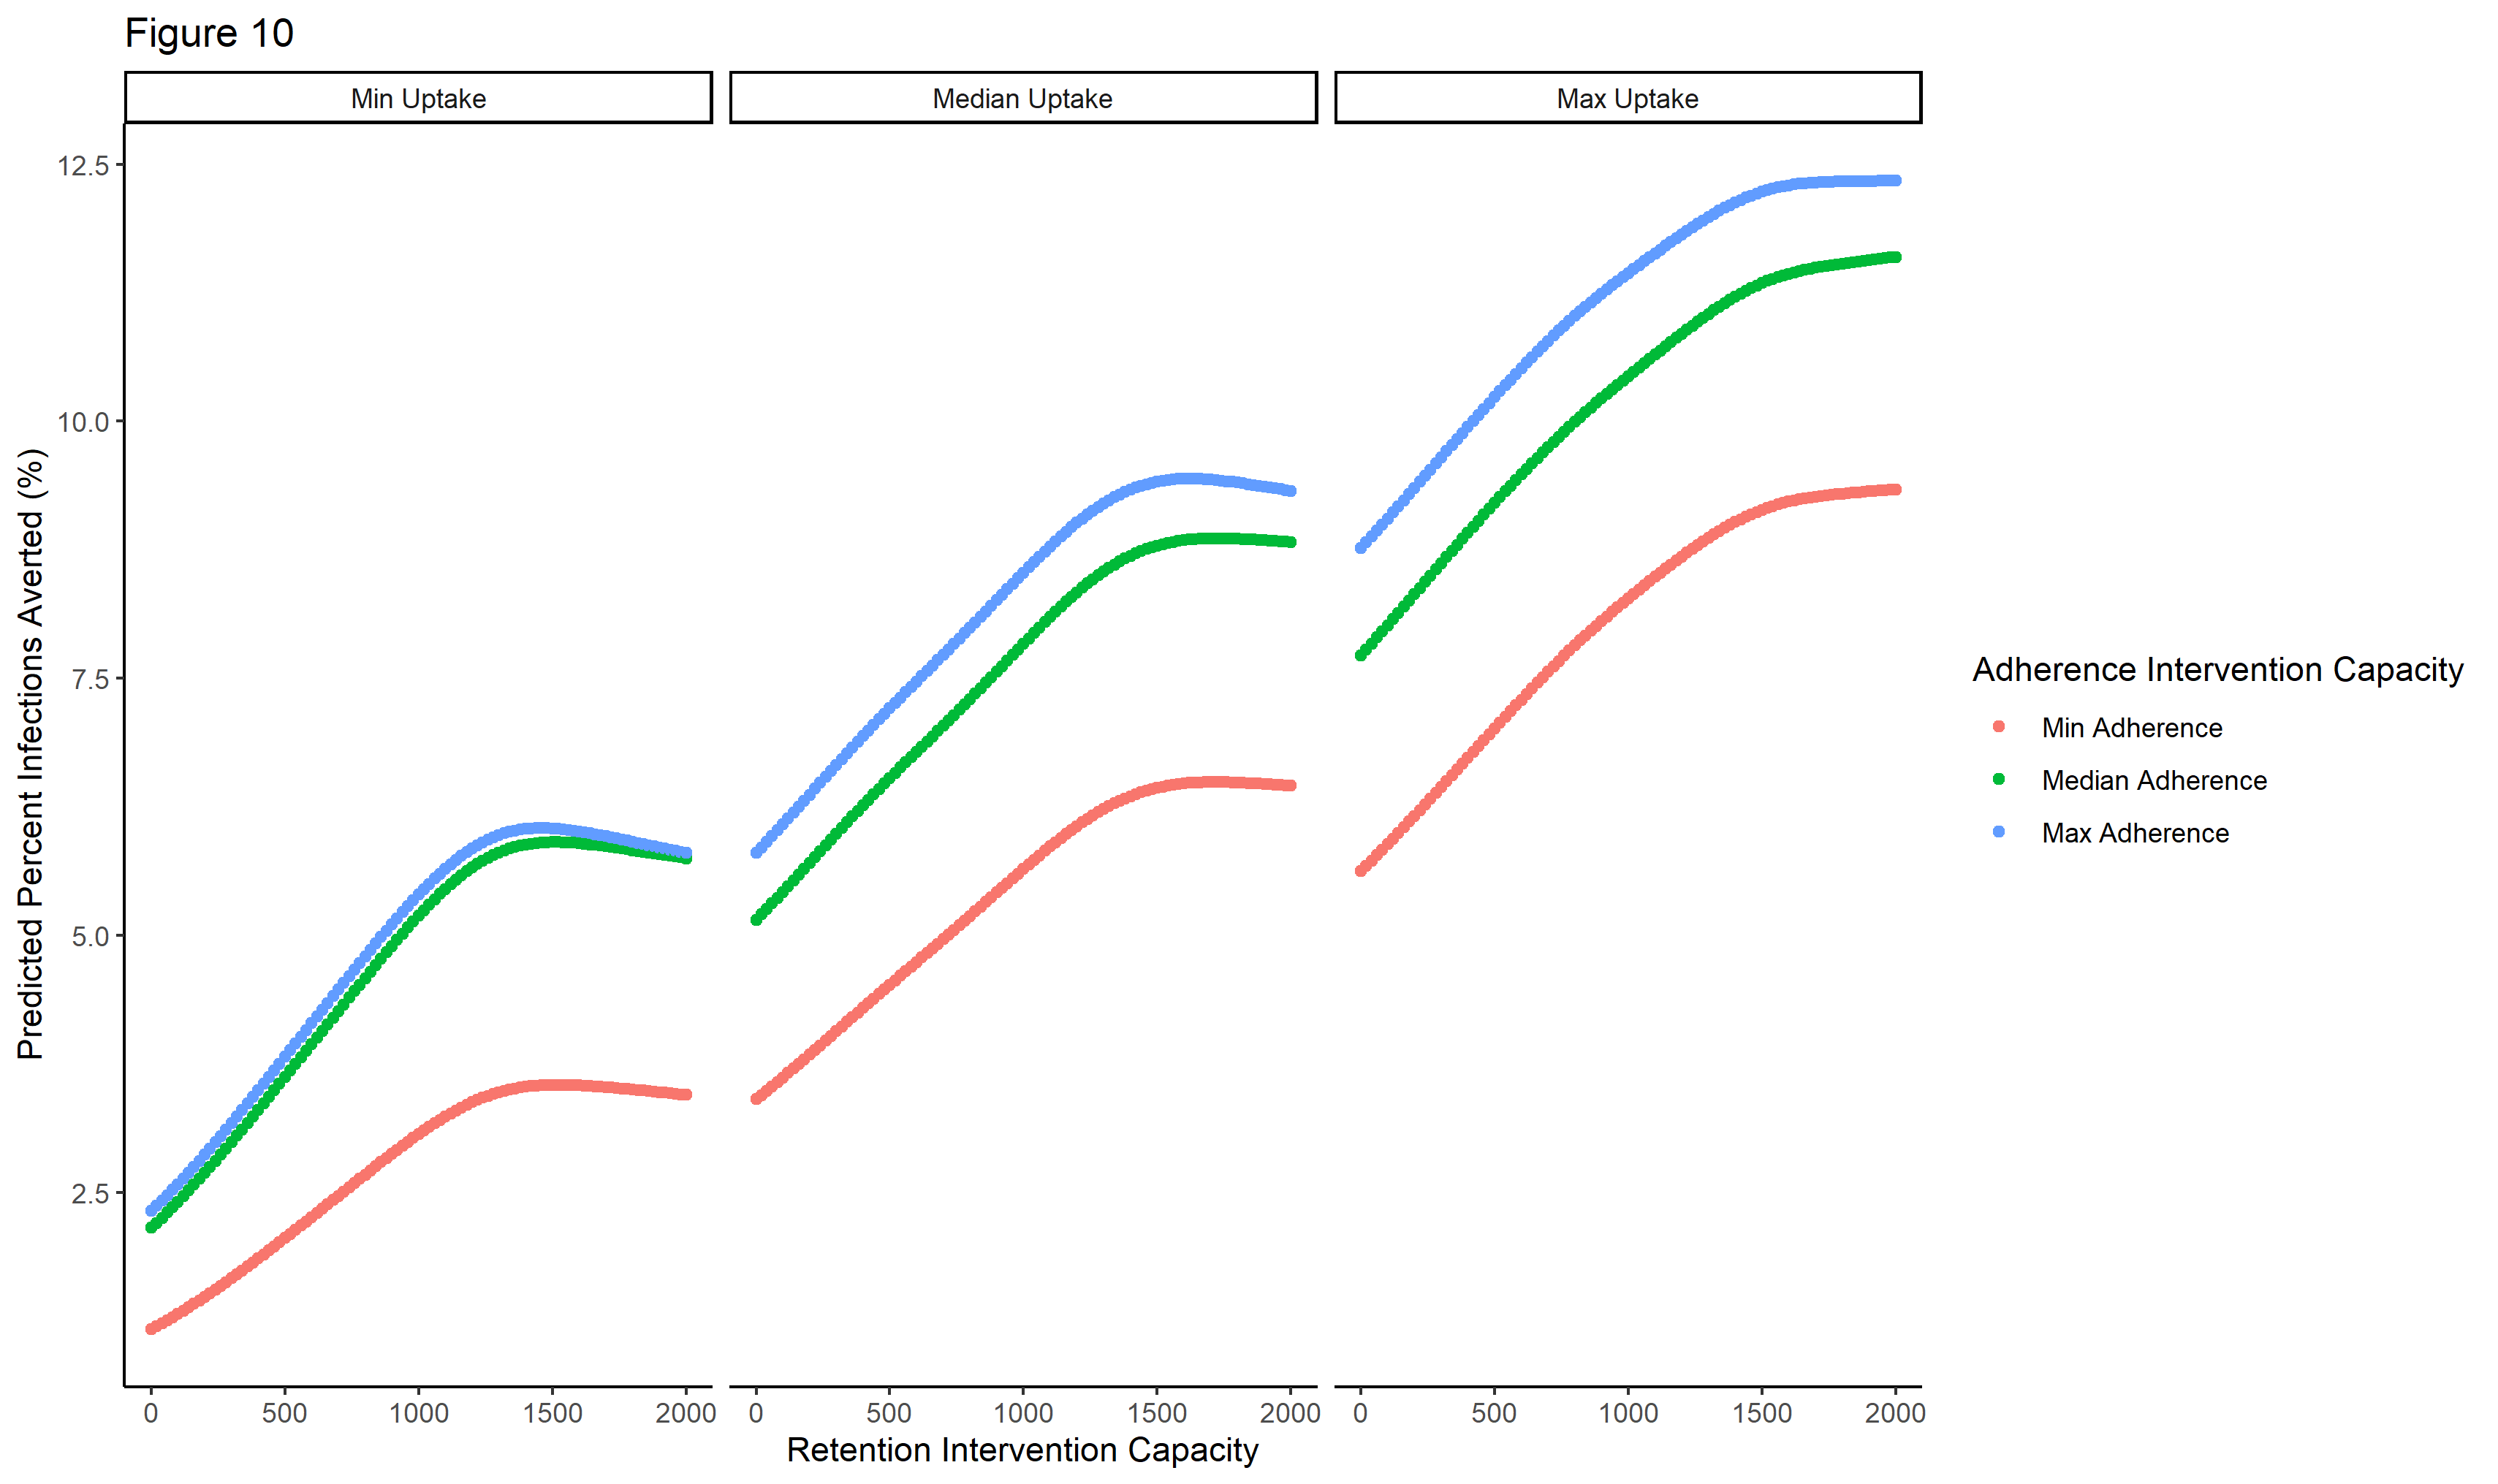 Figure 10
Min Uptake
Median Uptake
Max Uptake
12.5
10.0
7.5
5.0
2.5
Predicted Percent Infections Averted (%)
0 500 1000 1500 2000
0 500 1000 1500 2000
0 500 1000 1500 2000
Retention Intervention Capacity
Adherence Intervention Capacity
Min Adherence
Median Adherence
Max Adherence